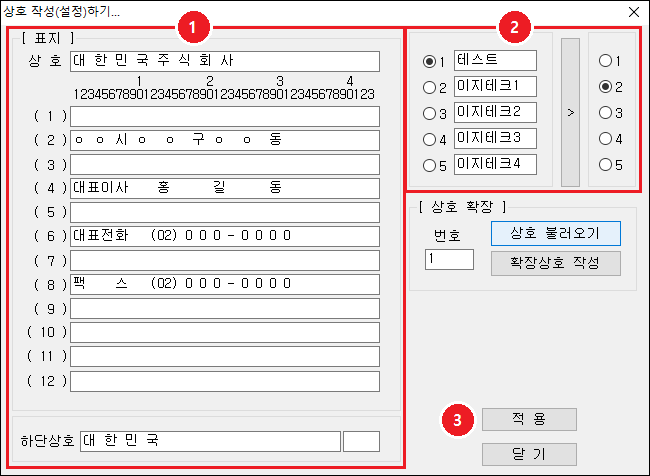 상호 작성(설정)하기...
1
[ 표지 ]
상 호 대 한 민 국 주 식 회 사
1 2 3 4
1234567890123456789012345678901234567890123
( 1 )
( 2 ) ㅇ ㅇ 시 ㅇ ㅇ 구 ㅇ ㅇ 동
( 3 )
( 4 ) 대표이사 홍 길 동
( 5 )
( 6 ) 대표전화 (02) 0 0 0 - 0 0 0 0
( 7 )
( 8 ) 팩 스 (02) 0 0 0 - 0 0 0 0
( 9 )
( 10 )
( 11 )
( 12 )
하단상호 대 한 민 국
2
1 테스트
2 이지테크1
3 이지테크2
4 이지테크3
5 이지테크4
>
1
2
3
4
5
[ 상호 확장 ]
번호
1
상호 불러오기
확장상호 작성
3
적 용
닫 기